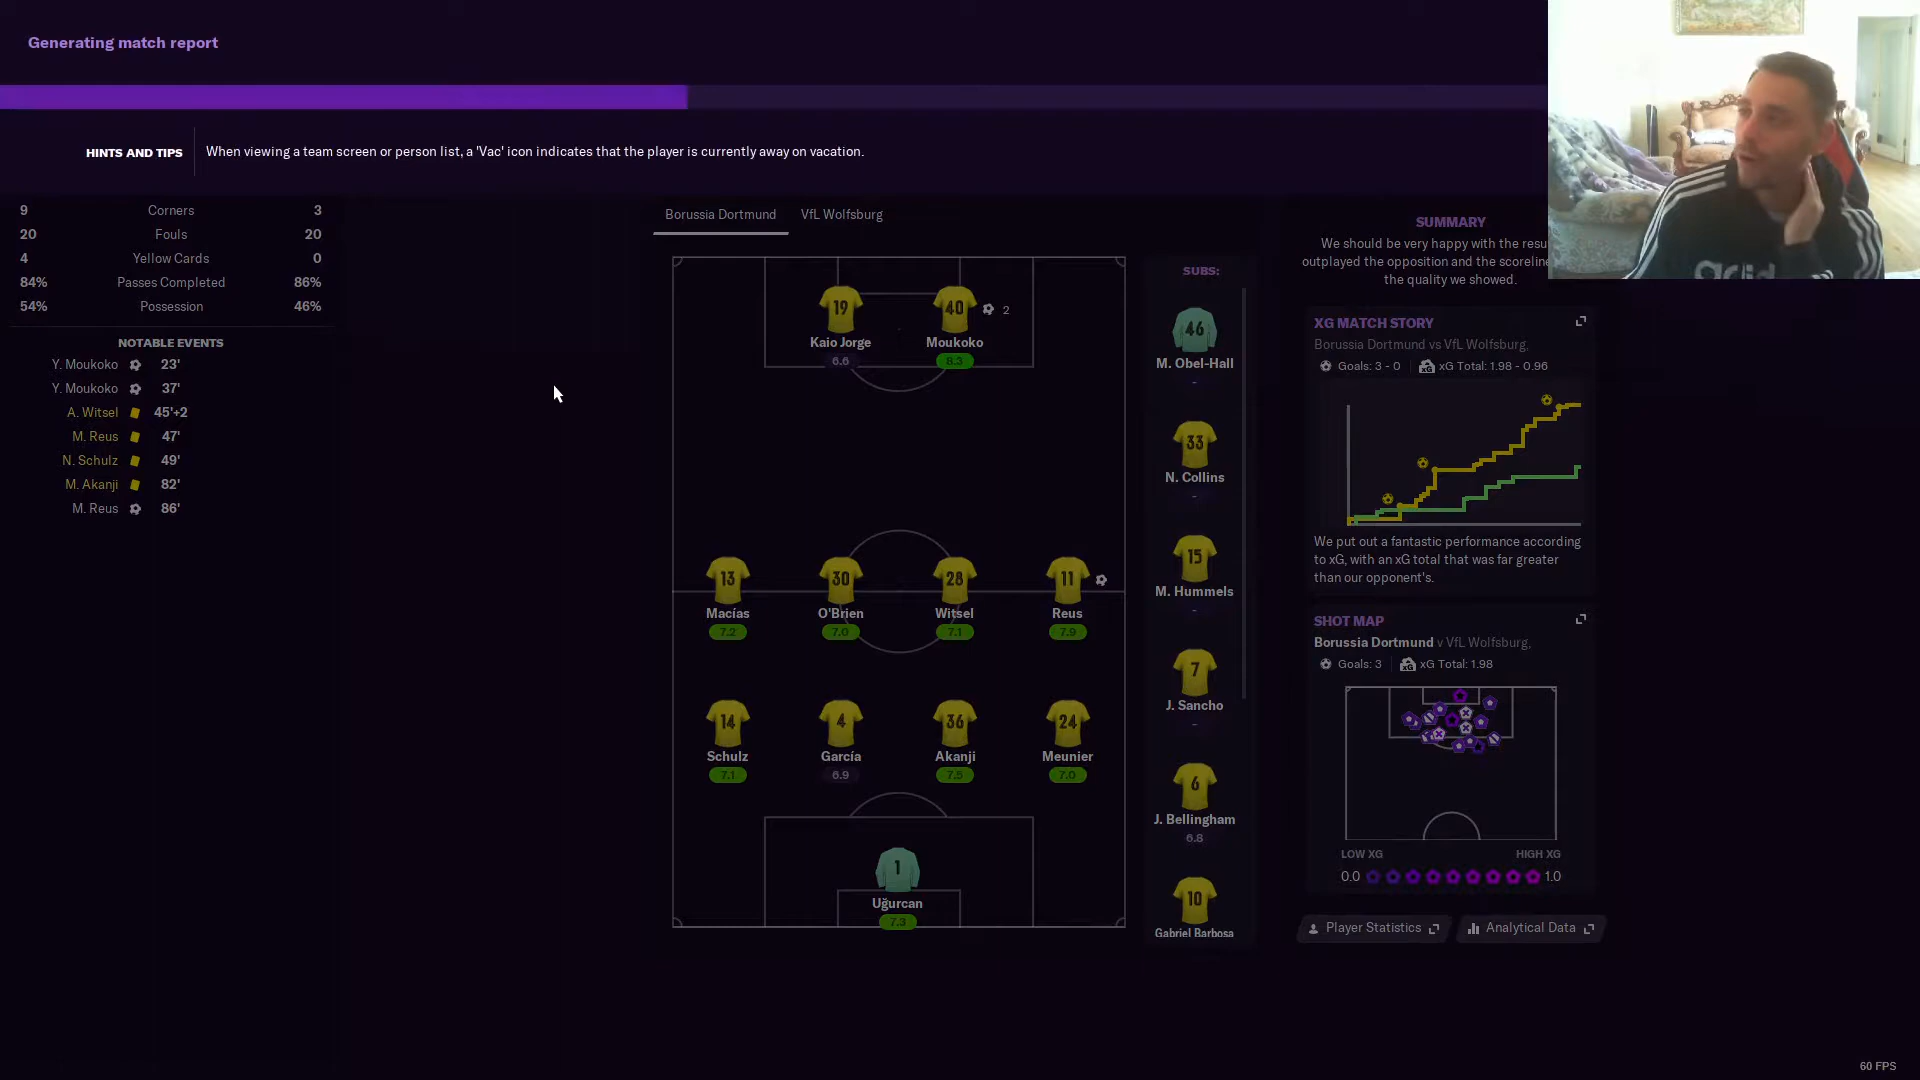 Generating match report
HINTS AND TIPS
When viewing a team screen or person list, a 'Vac' icon indicates that the player is currently away on vacation.
9 Corners 3
20 Fouls 20
4 Yellow Cards 0
84% Passes Completed 86%
54% Possession 46%
NOTABLE EVENTS
Y. Moukoko 23'
Y. Moukoko 37'
A. Witsel 45'+2
M. Reus 47'
N. Schulz 49'
M. Akanji 82'
M. Reus 86'
Borussia Dortmund VfL Wolfsburg
19 40 2
Kaio Jorge Moukoko
6.6 8.3
13 30 28 11
Macías O'Brien Witsel Reus
7.2 7.0 7.1 7.9
14 4 36 24
Schulz García Akanji Meunier
7.1 6.9 7.5 7.0
1
Uğurcan
7.3
SUBS:
46
M. Obel-Hall
-
33
N. Collins
-
15
M. Hummels
-
7
J. Sancho
-
6
J. Bellingham
6.8
10
Gabriel Barbosa
SUMMARY
We should be very happy with the resu
outplayed the opposition and the scoreline
the quality we showed.
XG MATCH STORY
Borussia Dortmund vs VfL Wolfsburg,
Goals: 3 - 0 xG xG Total: 1.98 - 0.96
We put out a fantastic performance according
to xG, with an xG total that was far greater
than our opponent's.
SHOT MAP
Borussia Dortmund v VfL Wolfsburg,
Goals: 3 xG xG Total: 1.98
LOW XG HIGH XG
0.0 1.0
Player Statistics Analytical Data
60 FPS